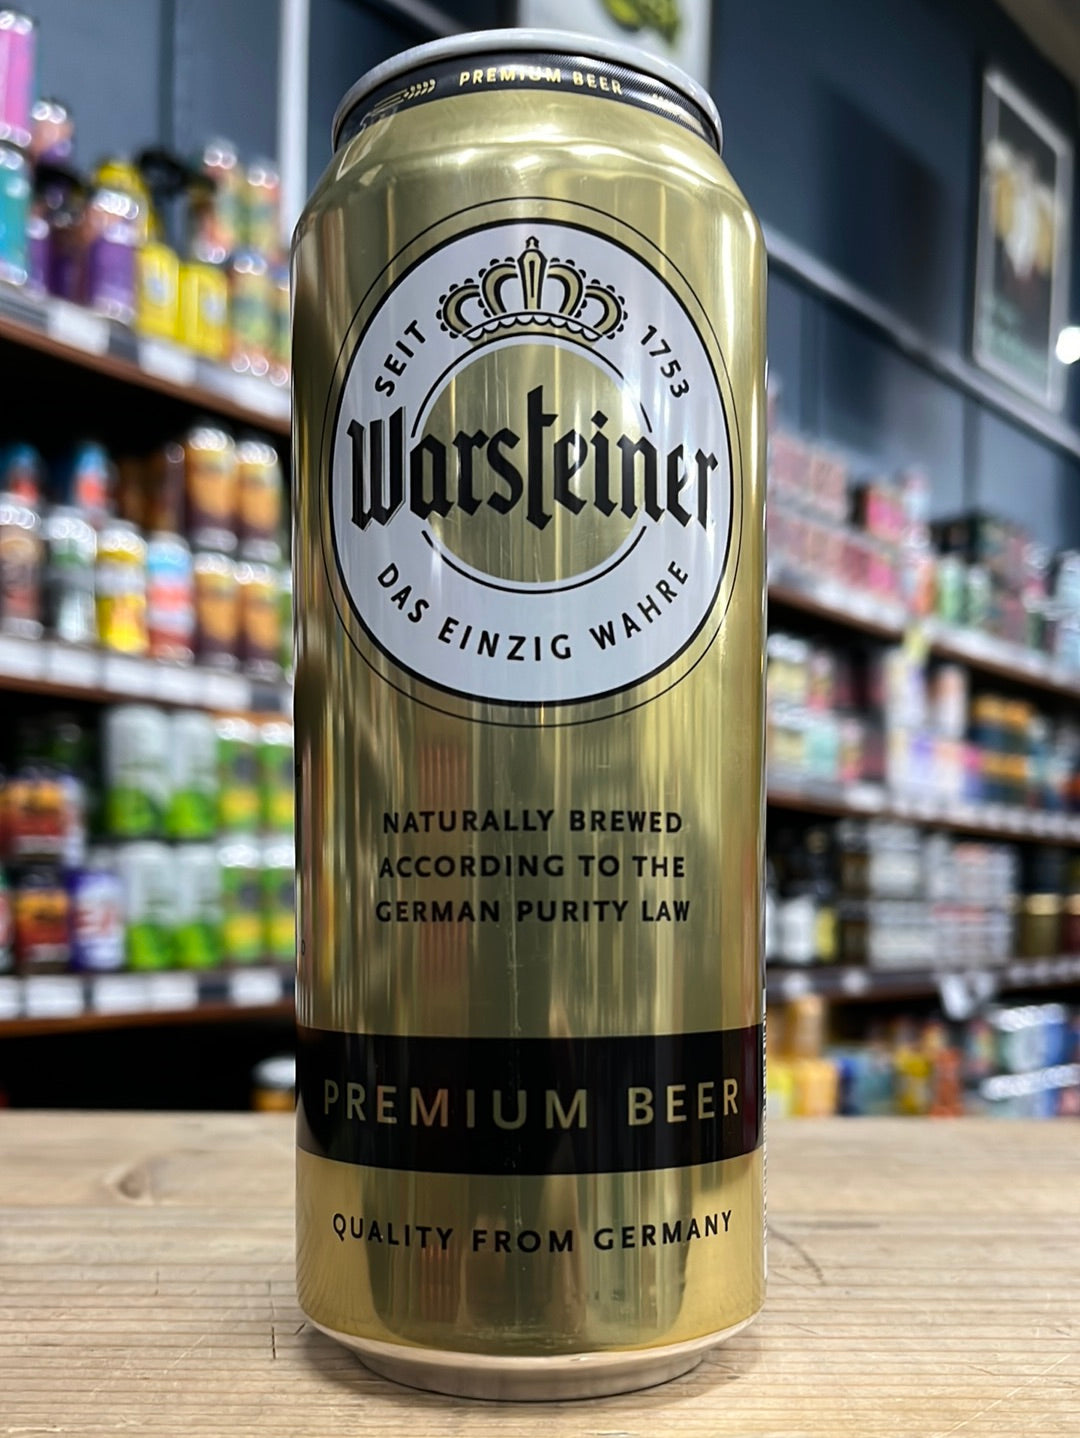 PREMIUM BEER
SEIT 1753
Warsteiner
DAS EINZIG WAHRE
NATURALLY BREWED
ACCORDING TO THE
GERMAN PURITY LAW
PREMIUM BEER
QUALITY FROM GERMANY